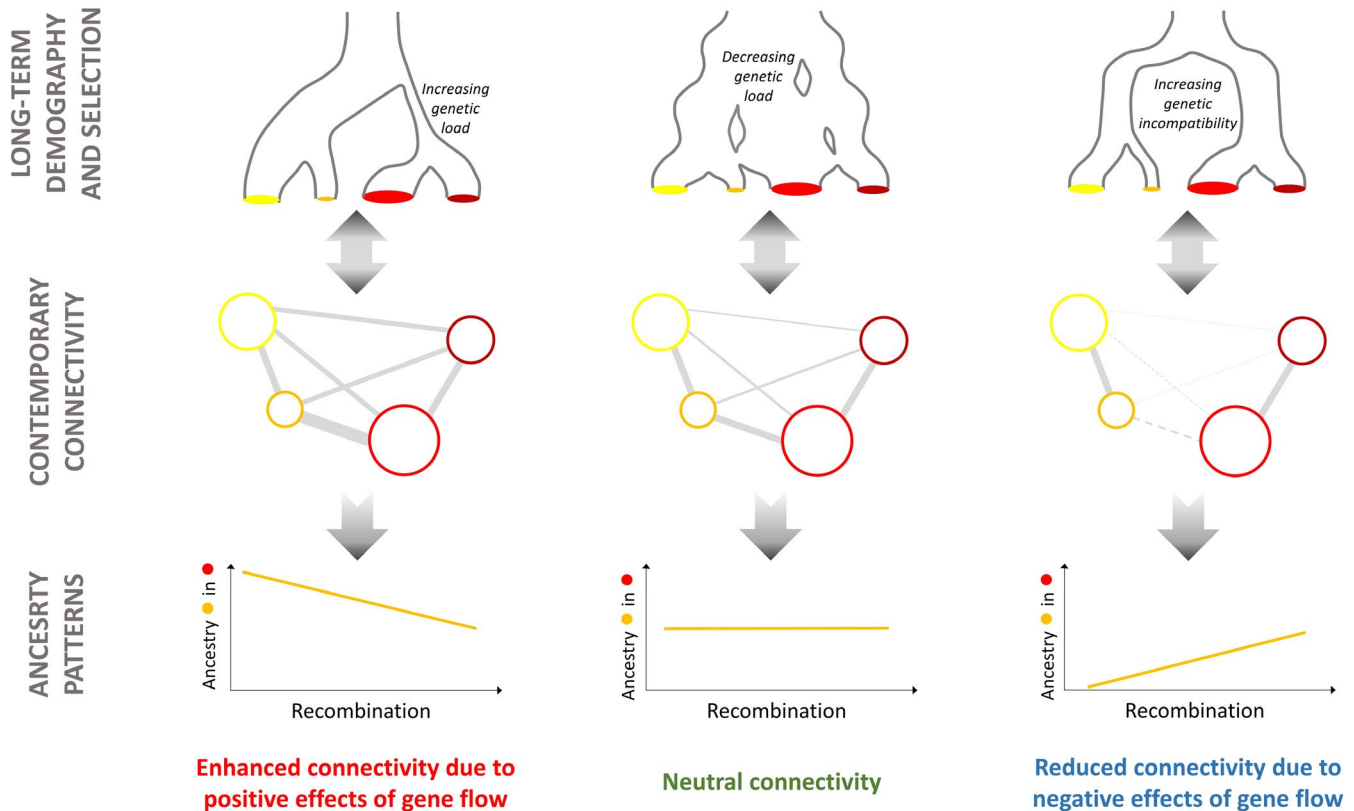 LONG-TERM
DEMOGRAPHY
AND SELECTION
Increasing
genetic
load
Decreasing
genetic
load
Increasing
genetic
incompatibility
CONTEMPORARY
CONNECTIVITY
ANCESRTY
PATTERNS
Ancestry in
Recombination
Ancestry in
Recombination
Ancestry in
Recombination
Enhanced connectivity due to
positive effects of gene flow
Neutral connectivity
Reduced connectivity due to
negative effects of gene flow